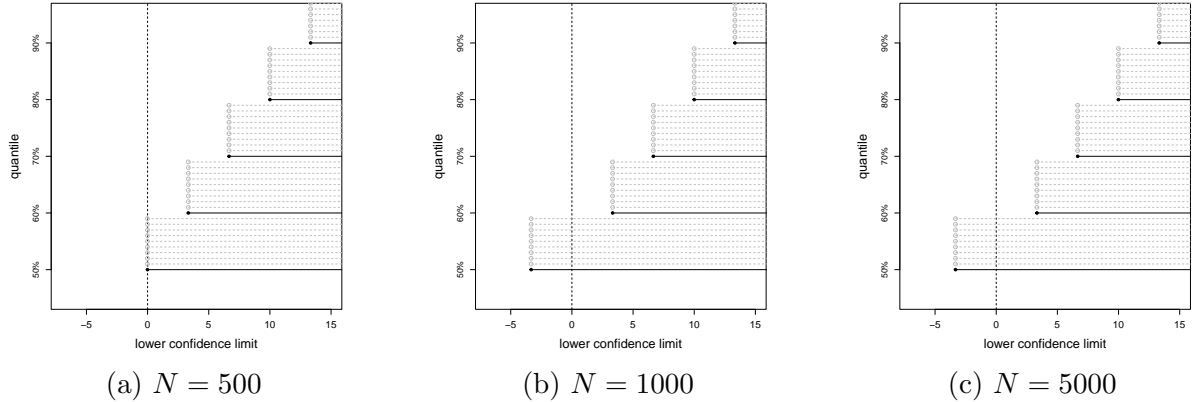 90%
80%
70%
60%
50%
quantile
−5 0 5 10 15
lower confidence limit
(a) N = 500
90%
80%
70%
60%
50%
quantile
−5 0 5 10 15
lower confidence limit
(b) N = 1000
90%
80%
70%
60%
50%
quantile
−5 0 5 10 15
lower confidence limit
(c) N = 5000